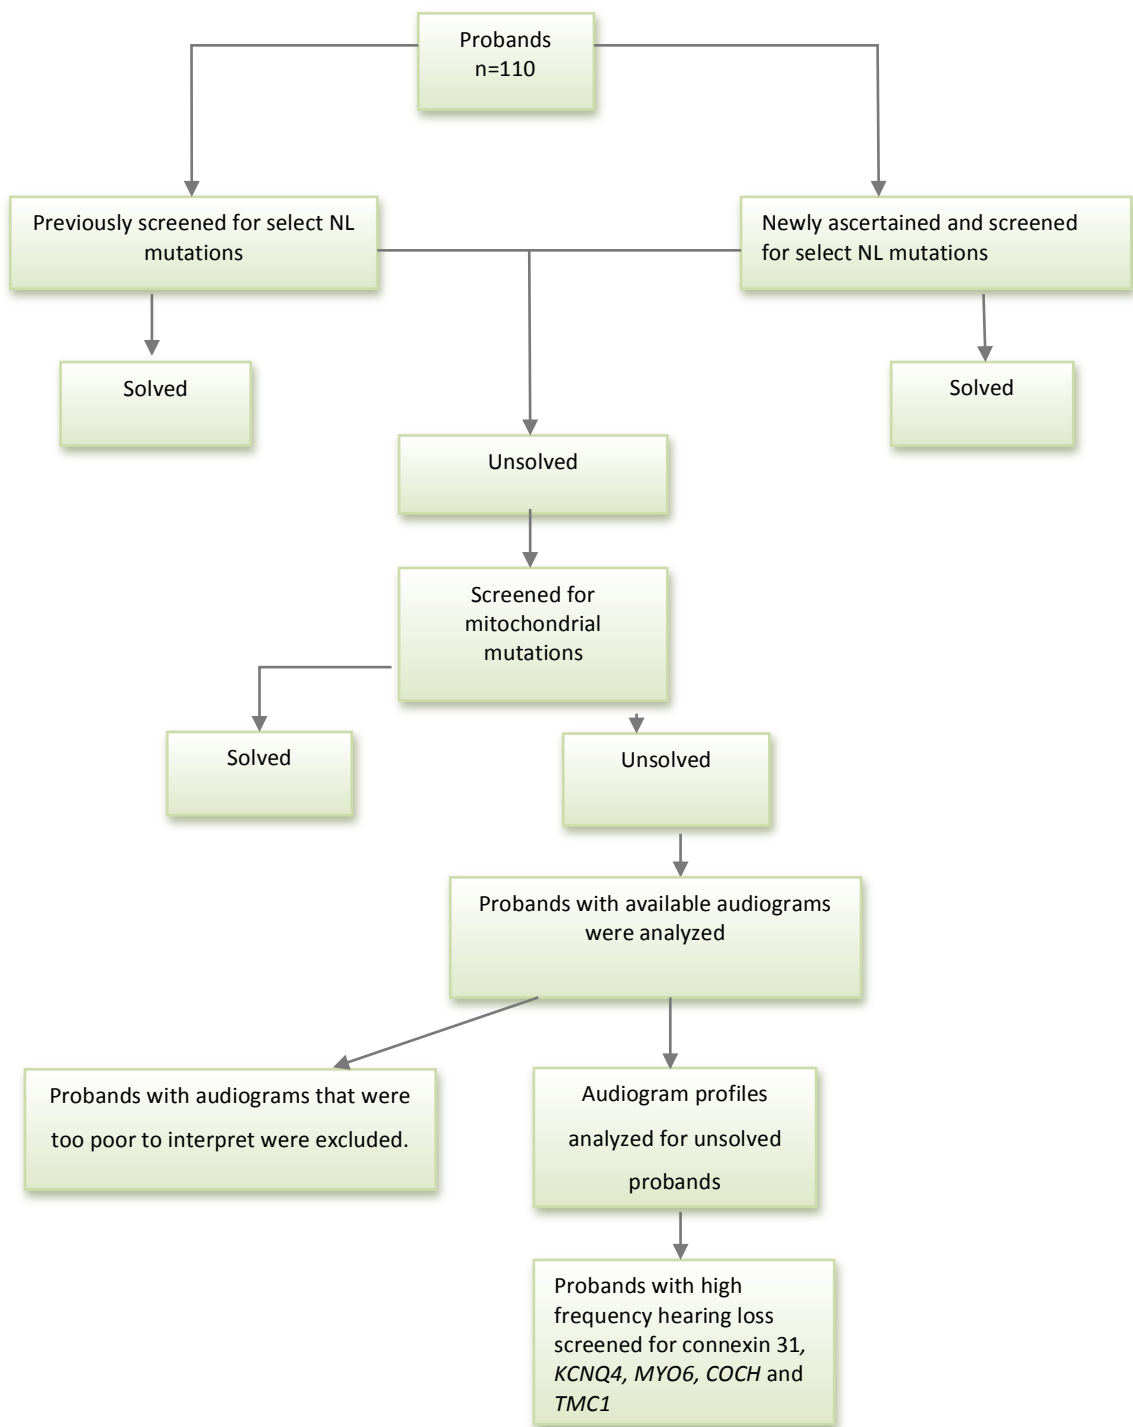 Probands
n=110
Previously screened for select NL
mutations
Newly ascertained and screened
for select NL mutations
Solved
Solved
Unsolved
Screened for
mitochondrial
mutations
Solved
Unsolved
Probands with available audiograms
were analyzed
Probands with audiograms that were
too poor to interpret were excluded.
Audiogram profiles
analyzed for unsolved
probands
Probands with high
frequency hearing loss
screened for connexin 31,
KCNQ4, MYO6, COCH and
TMC1